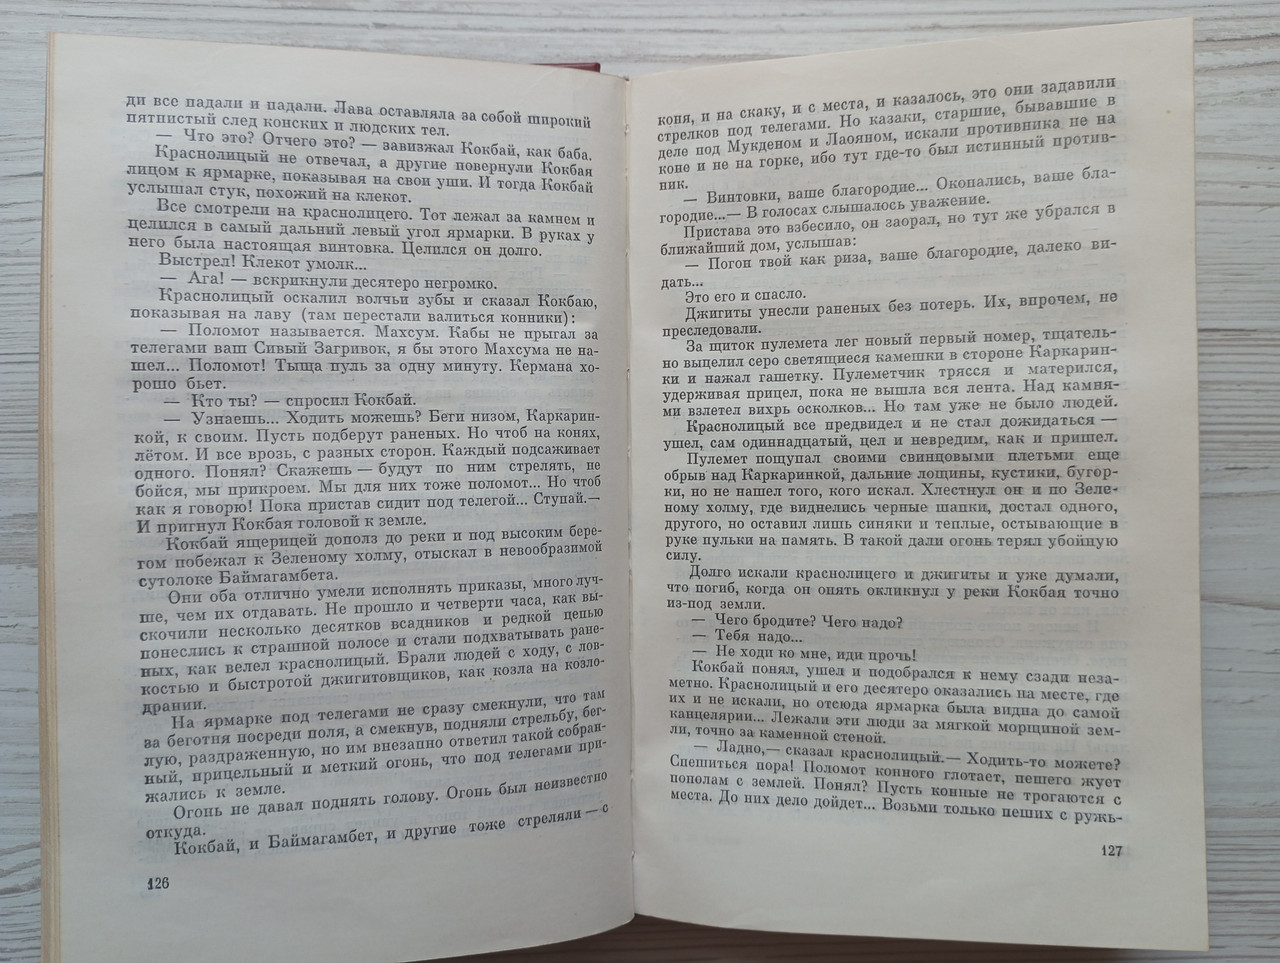 ди все падали и падали. Лава оставляла за собой широкий
пятнистый след конских и людских тел.
— Что это? Отчего это? — завизжал Кокбай, как баба.
Краснолицый не отвечал, а другие повернули Кокбая
лицом к ярмарке, показывая на свои уши. И тогда Кокбай
услышал стук, похожий на клекот.
Все смотрели на краснолицего. Тот лежал за камнем и
целился в самый дальний левый угол ярмарки. В руках у
него была настоящая винтовка. Целился он долго.
Выстрел! Клекот умолк...
— Ага! — вскрикнули десятеро негромко.
Краснолицый оскалил волчьи зубы и сказал Кокбаю,
показывая на лаву (там перестали валиться конники):
— Поломот называется. Махсум. Кабы не прыгал за
телегами ваш Сивый Загривок, я бы этого Махсума не на-
шел... Поломот! Тыща пуль за одну минуту. Кермана хо-
рошо бьет.
— Кто ты? — спросил Кокбай.
— Узнаешь... Ходить можешь? Беги низом, Каркарин-
кой, к своим. Пусть подберут раненых. Но чтоб на конях,
лётом. И все врозь, с разных сторон. Каждый подсаживает
одного. Понял? Скажешь — будут по ним стрелять, не
бойся, мы прикроем. Мы для них тоже поломот... Но чтоб
как я говорю! Пока пристав сидит под телегой... Ступай.—
И пригнул Кокбая головой к земле.
Кокбай ящерицей дополз до реки и под высоким бере-
гом побежал к Зеленому холму, отыскал в невообразимой
сутолоке Баймагамбета.
Они оба отлично умели исполнять приказы, много луч-
ше, чем их отдавать. Не прошло и четверти часа, как вы-
скочили несколько десятков всадников и редкой цепью
понеслись к страшной полосе и стали подхватывать ране-
ных, как велел краснолицый. Брали людей с ходу, с лов-
костью и быстротой джигитовщиков, как козла на козло-
драний.
На ярмарке под телегами не сразу смекнули, что там
за беготня посреди поля, а смекнув, подняли стрельбу, бег-
лую, раздраженную, но им внезапно ответил такой собран-
ный, прицельный и меткий огонь, что под телегами при-
жались к земле.
Огонь не давал поднять голову. Огонь был неизвестно
откуда.
Кокбай, и Баймагамбет, и другие тоже стреляли — с
126
коня, и на скаку, и с места, и казалось, это они задавили
стрелков под телегами. Но казаки, старшие, бывавшие в
деле под Мукденом и Лаояном, искали противника не на
коне и не на горке, ибо тут где-то был истинный против-
ник.
— Винтовки, ваше благородие... Окопались, ваше бла-
городие...— В голосах слышалось уважение.
Пристава это взбесило, он заорал, но тут же убрался в
ближайший дом, услышав:
— Погон твой как риза, ваше благородие, далеко ви-
дать...
Это его и спасло.
Джигиты унесли раненых без потерь. Их, впрочем, не
преследовали.
За щиток пулемета лег новый первый номер, тщатель-
но выцелил серо светящиеся камешки в стороне Каркарин-
ки и нажал гашетку. Пулеметчик трясся и матерился,
удерживая прицел, пока не вышла вся лента. Над камня-
ми взлетел вихрь осколков... Но там уже не было людей.
Краснолицый все предвидел и не стал дожидаться —
ушел, сам одиннадцатый, цел и невредим, как и пришел.
Пулемет пощупал своими свинцовыми плетьми еще
обрыв над Каркаринкой, дальние лощины, кустики, бугор-
ки, но не нашел того, кого искал. Хлестнул он и по Зеле-
ному холму, где виднелись черные шапки, достал одного,
другого, но оставил лишь синяки и теплые, остывающие в
руке пульки на память. В такой дали огонь терял убойную
силу.
Долго искали краснолицего и джигиты и уже думали,
что погиб, когда он опять окликнул у реки Кокбая точно
из-под земли.
— Чего бродите? Чего надо?
— Тебя надо...
— Не ходи ко мне, иди прочь!
Кокбай понял, ушел и подобрался к нему сзади неза-
метно. Краснолицый и его десятеро оказались на месте, где
их и не искали, но отсюда ярмарка была видна до самой
канцелярии... Лежали эти люди за мягкой морщиной зем-
ли, точно за каменной стеной.
— Ладно,— сказал краснолицый.— Ходить-то можете?
Спешиться пора! Поломот конного глотает, пешего жует
пополам с землей. Понял? Пусть конные не трогаются с
места. До них дело дойдет... Возьми только пеших с ружь-
127